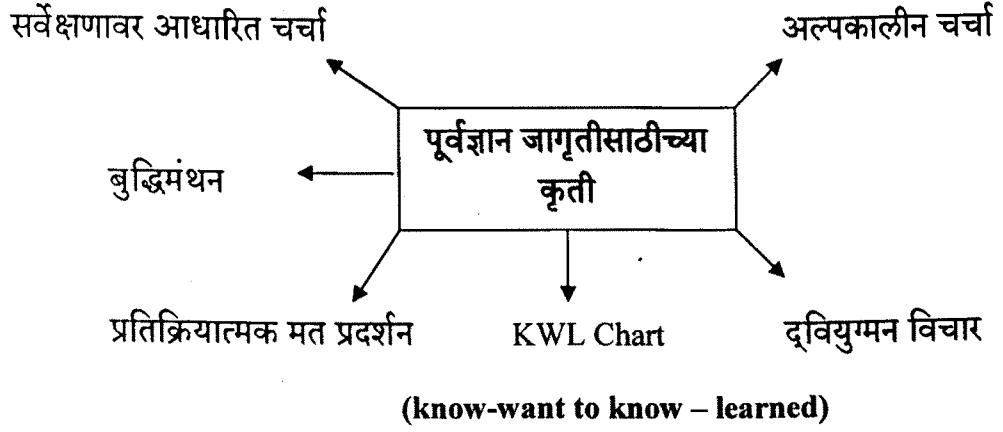 सर्वेक्षणावर आधारित चर्चा
अल्पकालीन चर्चा
पूर्वज्ञान जागृतीसाठीच्या
कृती
बुद्धिमंथन
प्रतिक्रियात्मक मत प्रदर्शन
KWL Chart
द्‌वियुग्मन विचार
(know-want to know – learned)